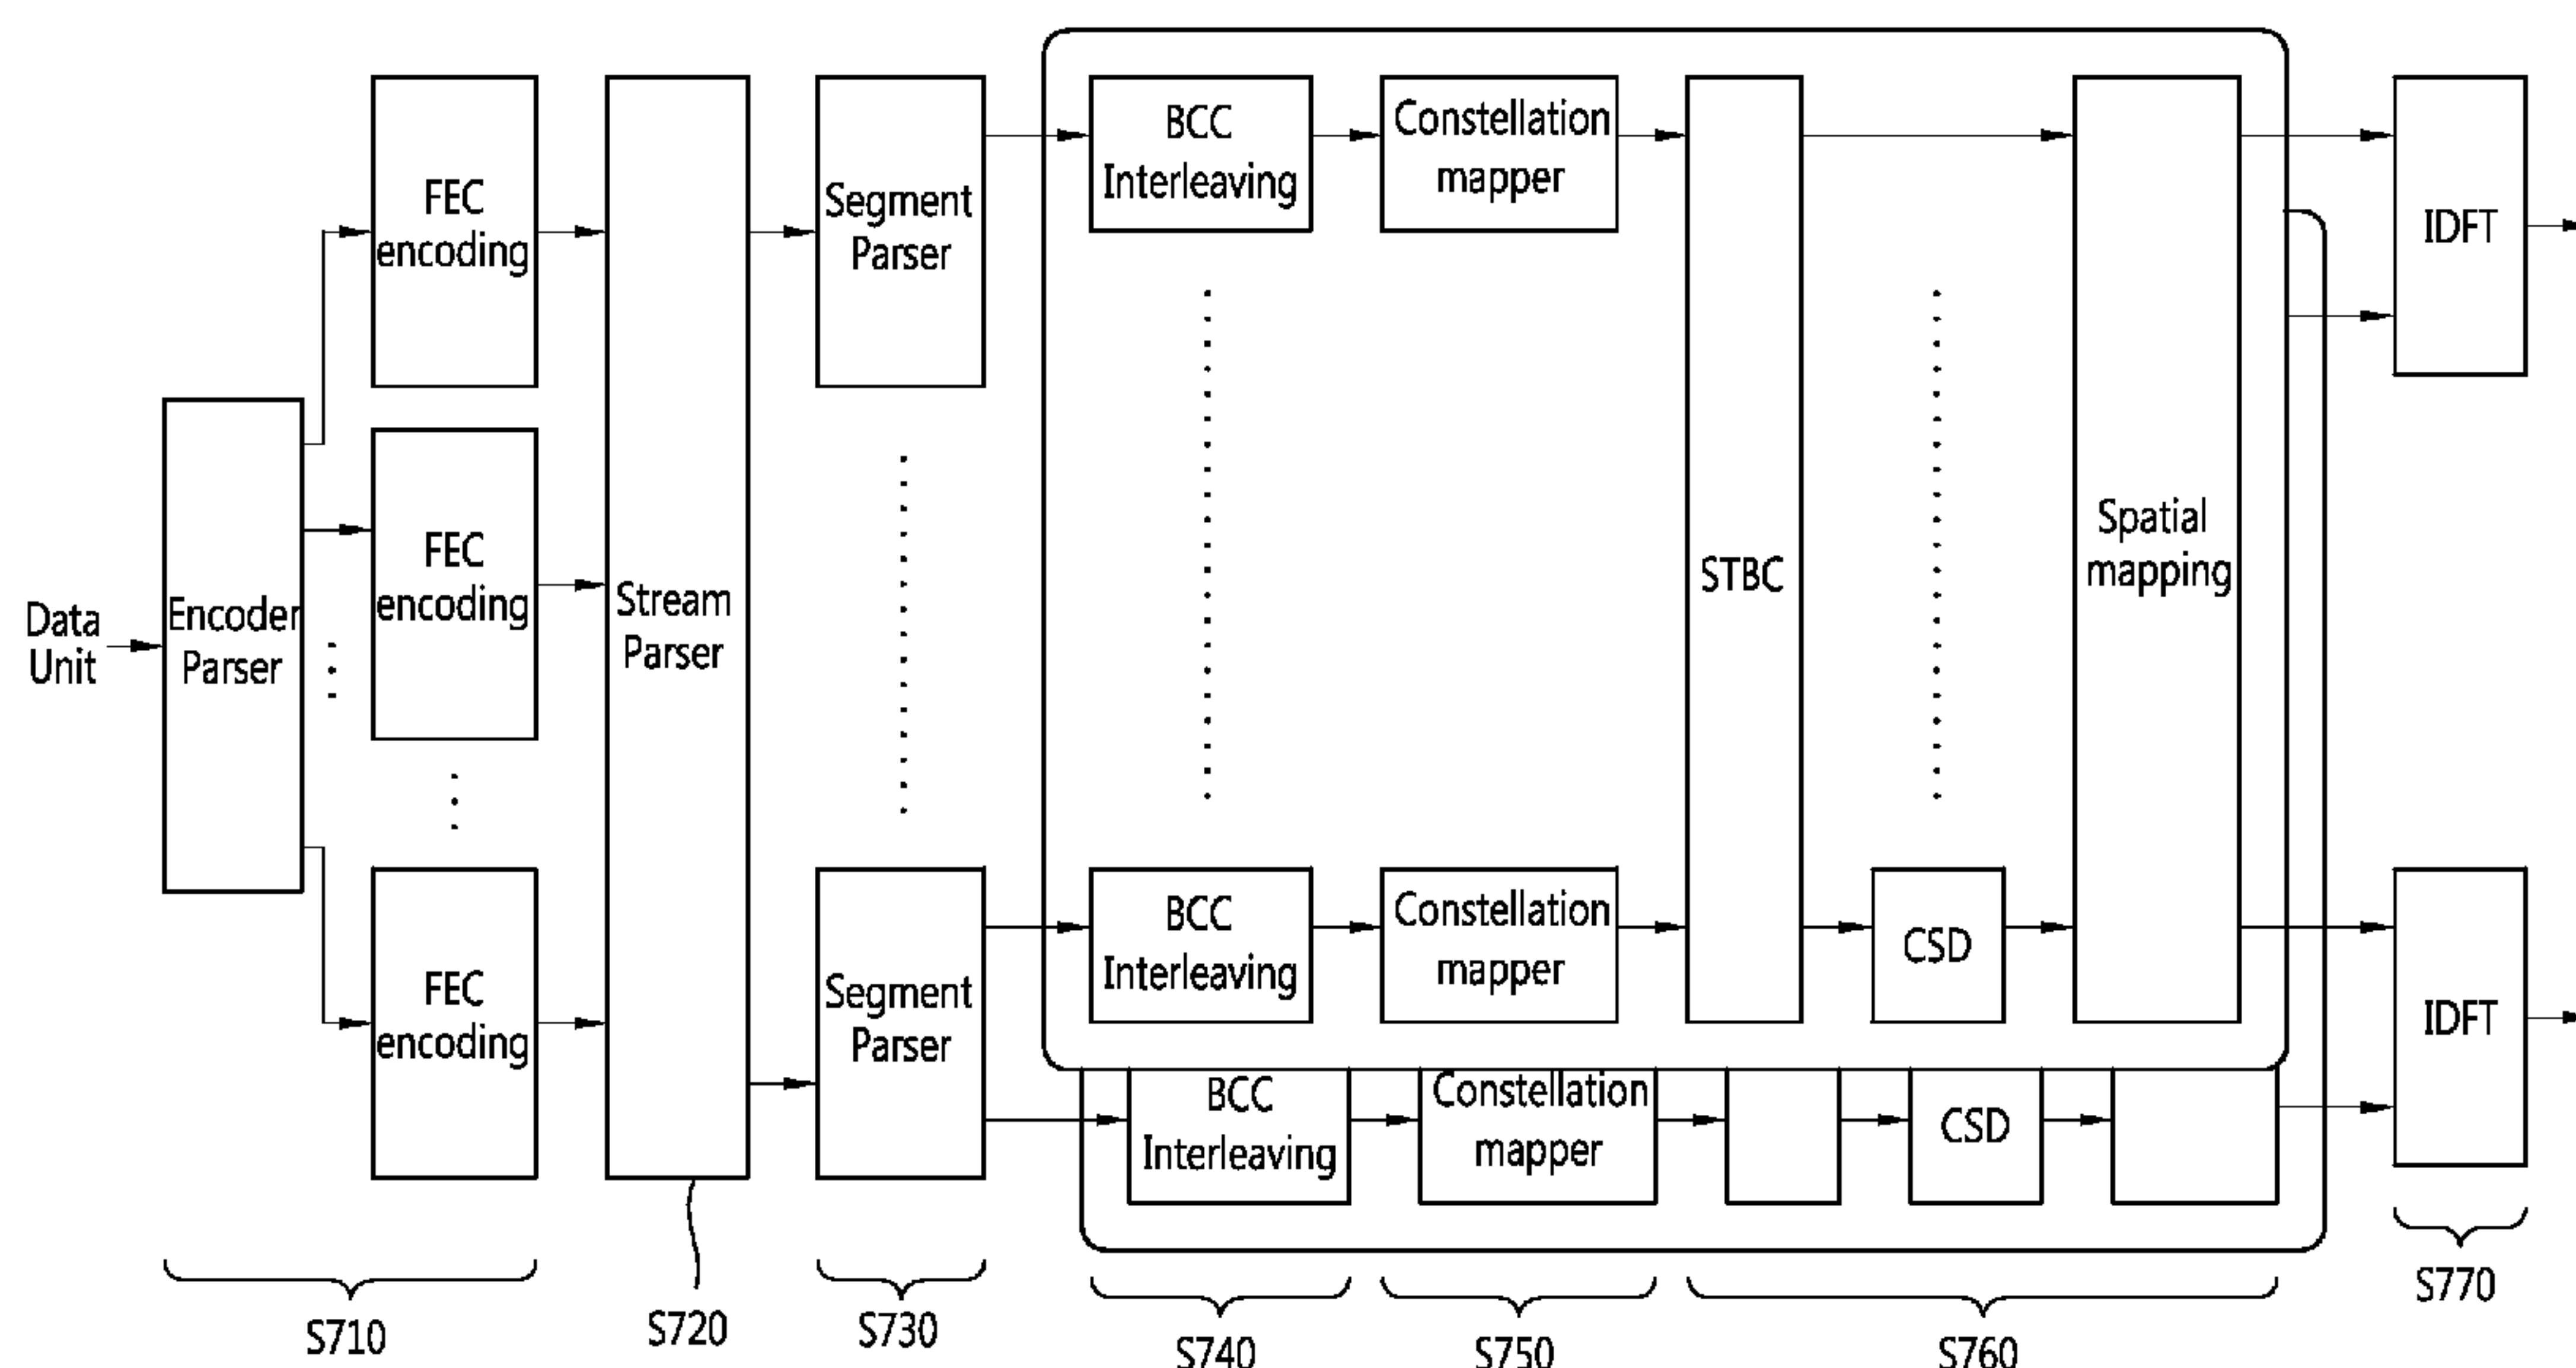 Data
Unit
Encoder
Parser
FEC
encoding
FEC
encoding
FEC
encoding
Stream
Parser
Segment
Parser
Segment
Parser
BCC
Interleaving
Constellation
mapper
STBC
Spatial
mapping
IDFT
BCC
Interleaving
Constellation
mapper
CSD
IDFT
BCC
Interleaving
Constellation
mapper
CSD
S710
S720
S730
S740
S750
S760
S770